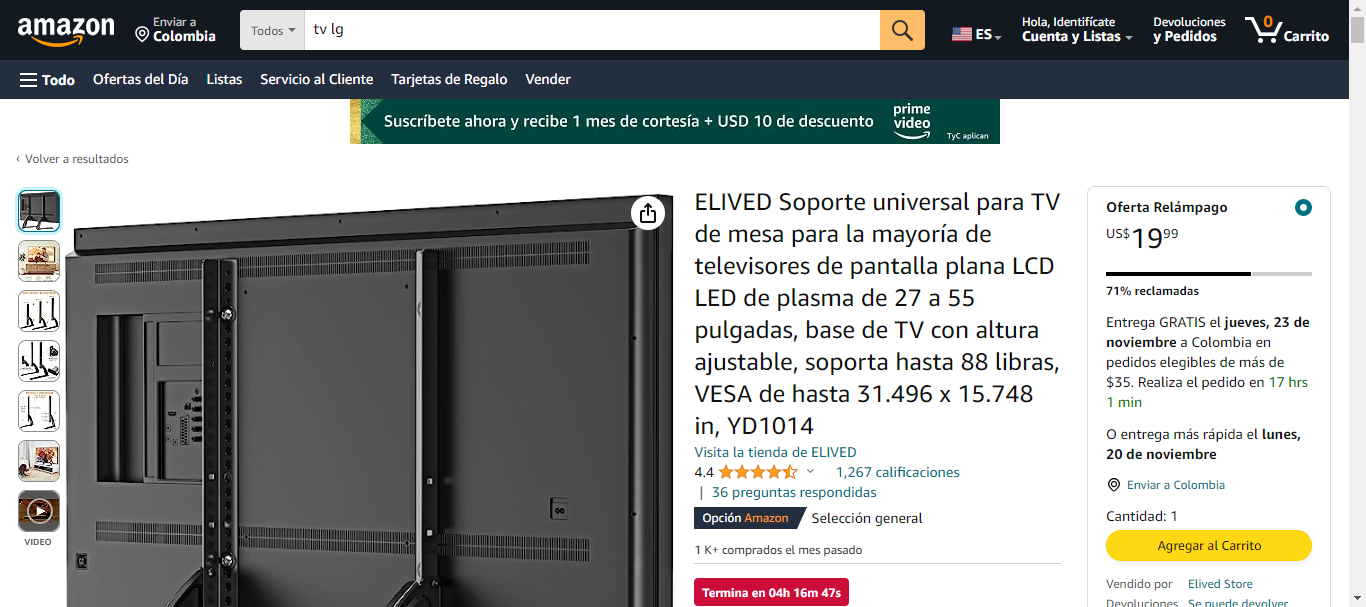 amazon
Enviar a
Colombia
Todos
tv lg
ES
Hola, Identifícate
Cuenta y Listas
Devoluciones
y Pedidos
0
Carrito
Todo
Ofertas del Día
Listas
Servicio al Cliente
Tarjetas de Regalo
Vender
Suscríbete ahora y recibe 1 mes de cortesía + USD 10 de descuento
prime
video
TyC aplican
‹ Volver a resultados
VIDEO
ELIVED Soporte universal para TV
de mesa para la mayoría de
televisores de pantalla plana LCD
LED de plasma de 27 a 55
pulgadas, base de TV con altura
ajustable, soporta hasta 88 libras,
VESA de hasta 31.496 x 15.748
in, YD1014
Visita la tienda de ELIVED
4.4
1,267 calificaciones
| 36 preguntas respondidas
Opción Amazon
Selección general
1 K+ comprados el mes pasado
Termina en 04h 16m 47s
Oferta Relámpago
US$ 19 99
71% reclamadas
Entrega GRATIS el jueves, 23 de
noviembre a Colombia en
pedidos elegibles de más de
$35. Realiza el pedido en 17 hrs
1 min
O entrega más rápida el lunes,
20 de noviembre
Enviar a Colombia
Cantidad: 1
Agregar al Carrito
Vendido por Elived Store
Devoluciones Se puede devolver